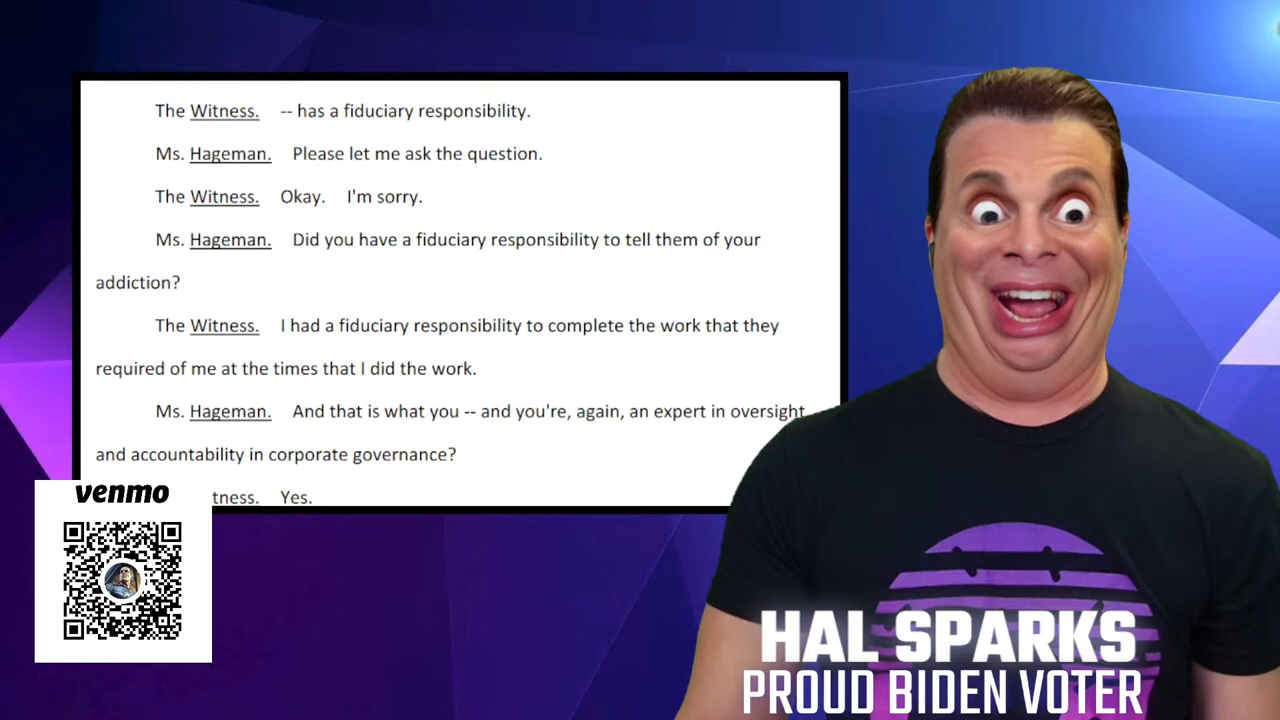 The Witness. -- has a fiduciary responsibility.
Ms. Hageman. Please let me ask the question.
The Witness. Okay. I'm sorry.
Ms. Hageman. Did you have a fiduciary responsibility to tell them of your
addiction?
The Witness. I had a fiduciary responsibility to complete the work that they
required of me at the times that I did the work.
Ms. Hageman. And that is what you -- and you're, again, an expert in oversight
and accountability in corporate governance?
tness. Yes.
venmo
HAL SPARKS
PROUD BIDEN VOTER